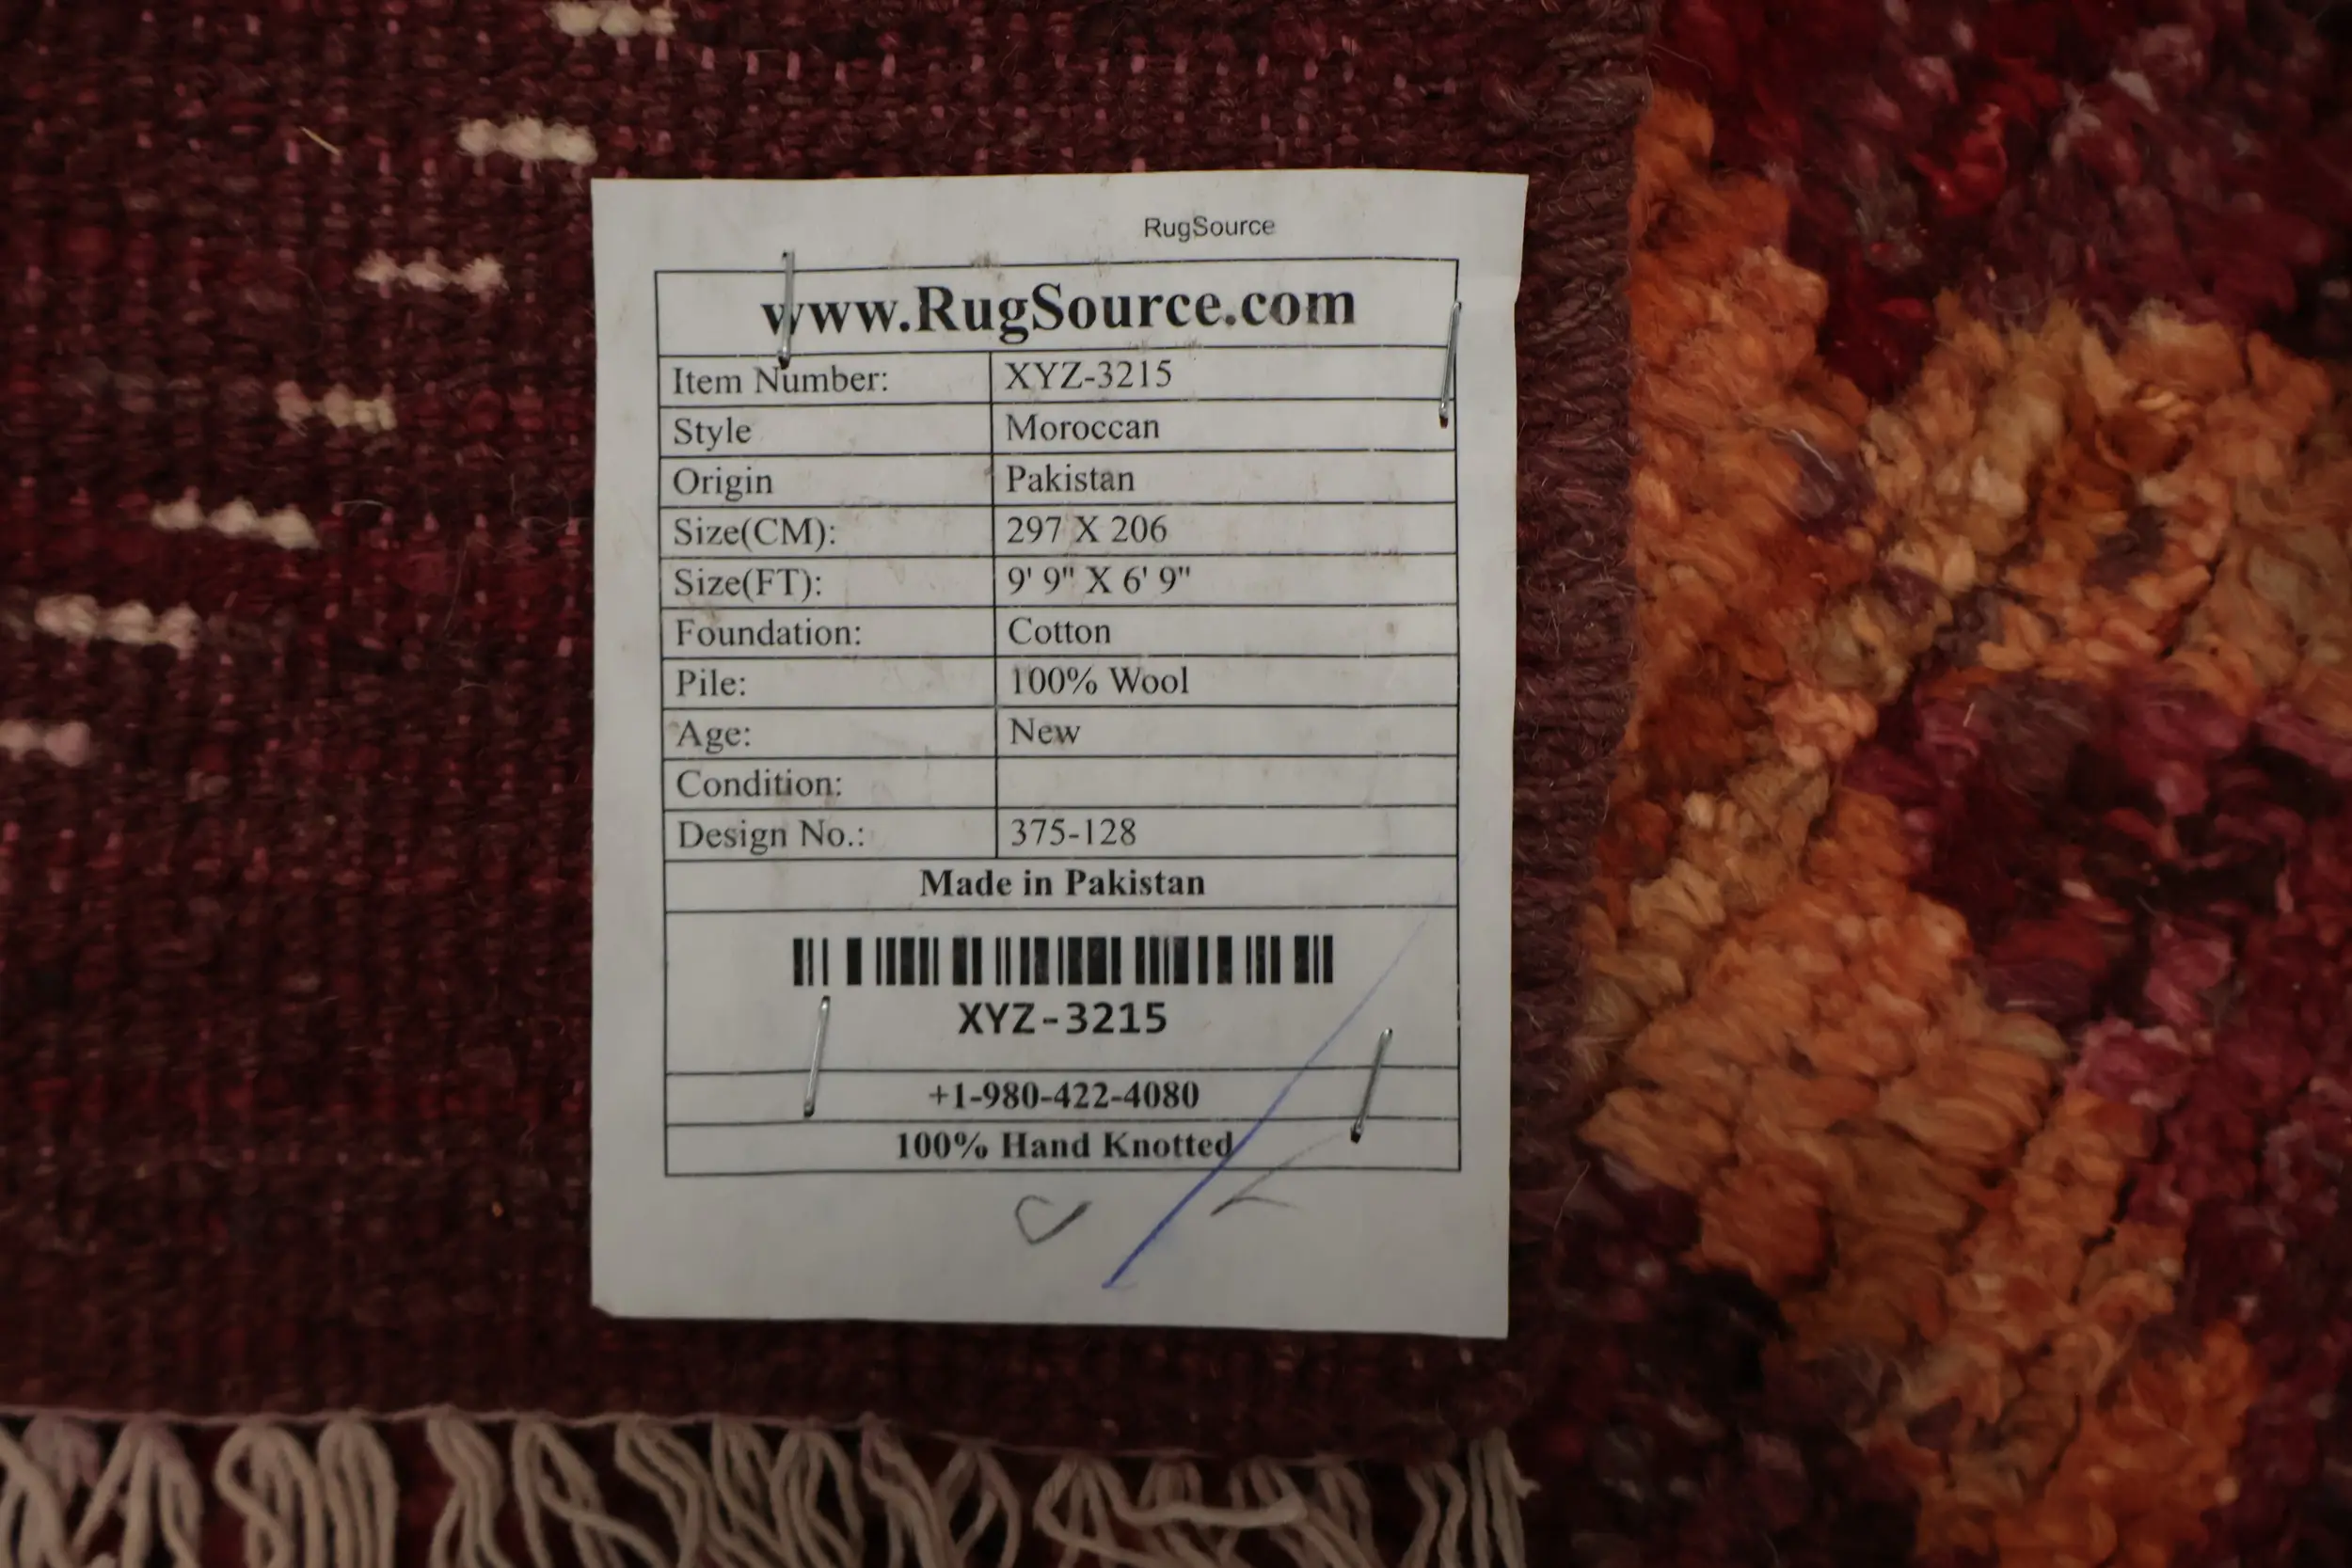 RugSource
www.RugSource.com
Item Number: XYZ-3215
Style Moroccan
Origin Pakistan
Size(CM): 297 X 206
Size(FT): 9' 9" X 6' 9"
Foundation: Cotton
Pile: 100% Wool
Age: New
Condition:
Design No.: 375-128
Made in Pakistan
XYZ-3215
+1-980-422-4080
100% Hand Knotted